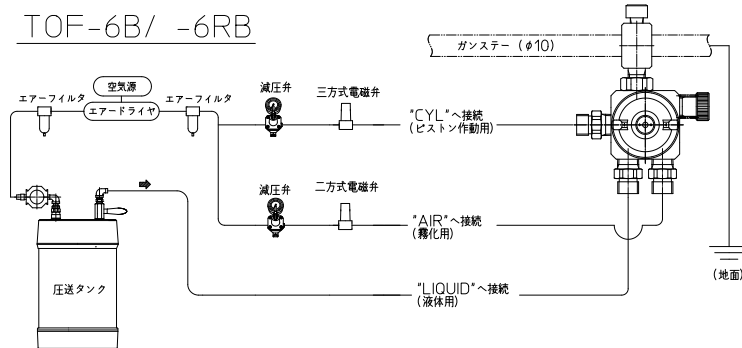 TOF-6B/ -6RB
ガンステー (φ10)
空気源
エアーフィルタ
エアードライヤ
エアーフィルタ
減圧弁
三方式電磁弁
"CYL"へ接続
(ピストン作動用)
減圧弁
二方式電磁弁
"AIR"へ接続
(霧化用)
(地面)
圧送タンク
"LIQUID"へ接続
(液体用)